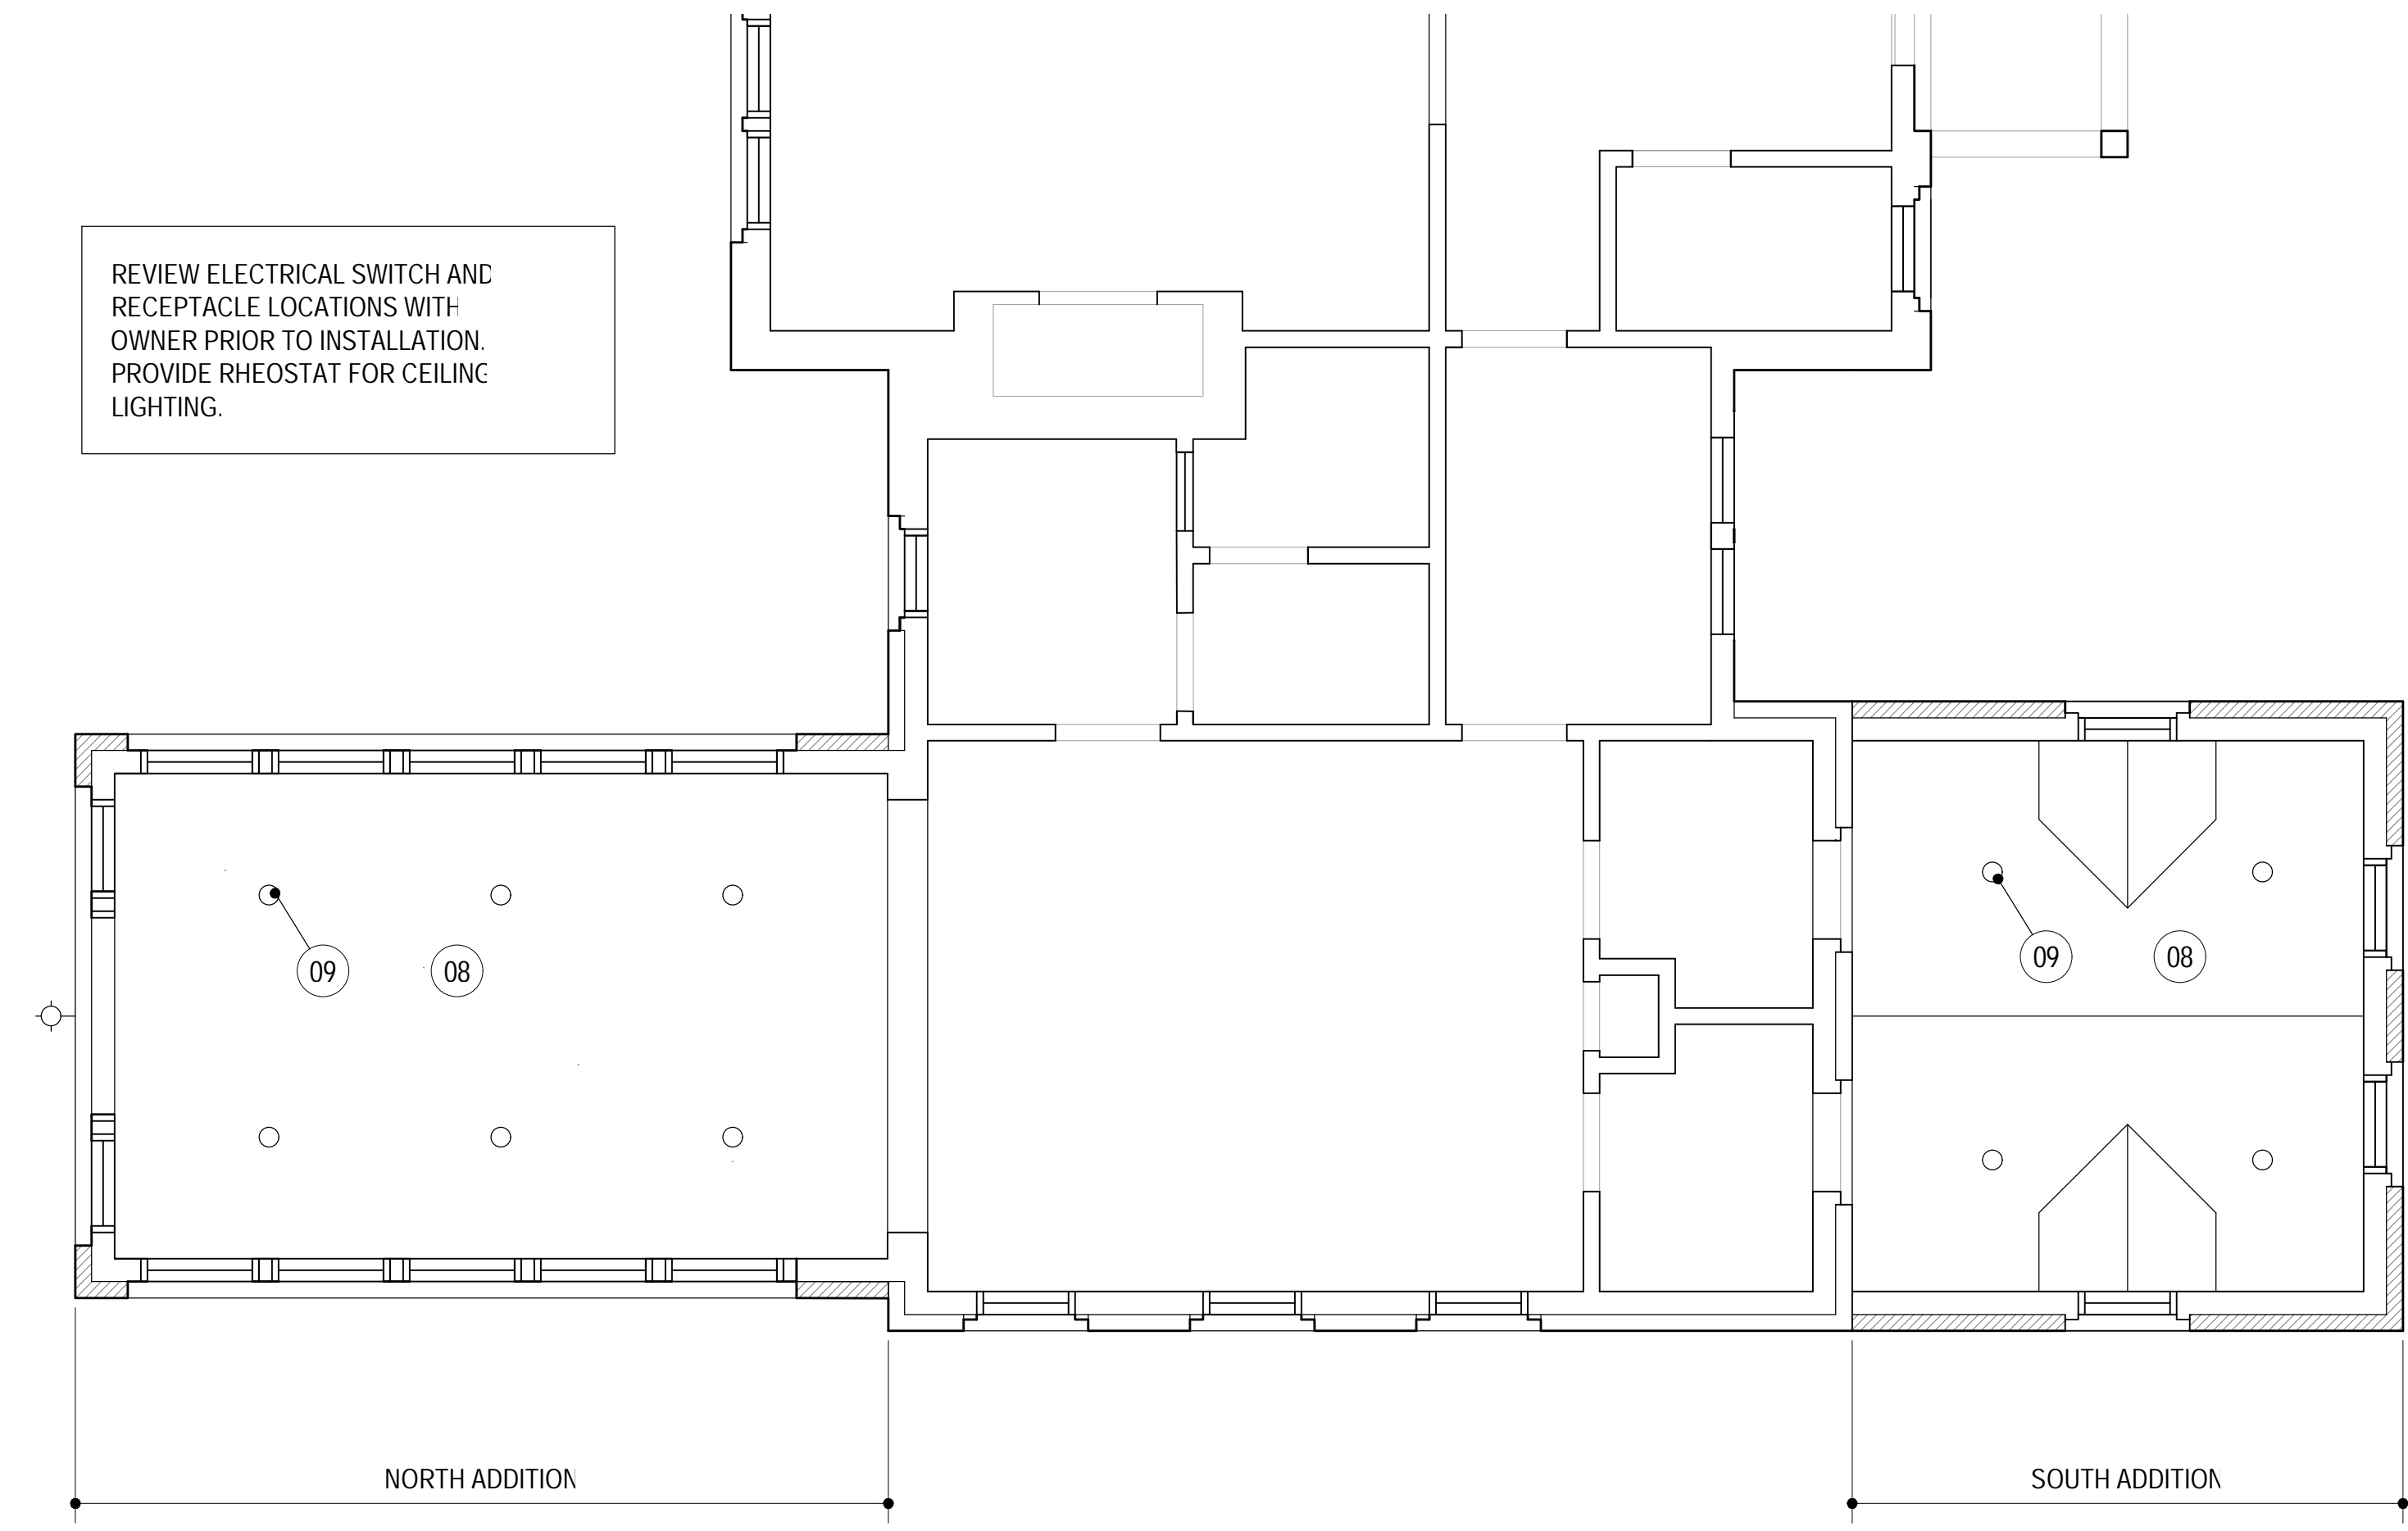 REVIEW ELECTRICAL SWITCH AND
RECEPTACLE LOCATIONS WITH
OWNER PRIOR TO INSTALLATION.
PROVIDE RHEOSTAT FOR CEILING
LIGHTING.
09
08
09
08
NORTH ADDITION
SOUTH ADDITION